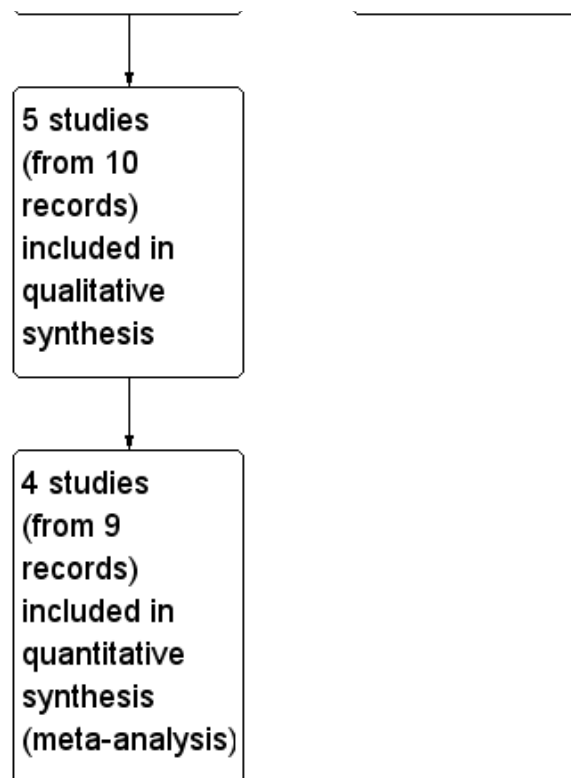 5 studies
(from 10
records)
included in
qualitative
synthesis
4 studies
(from 9
records)
included in
quantitative
synthesis
(meta-analysis)